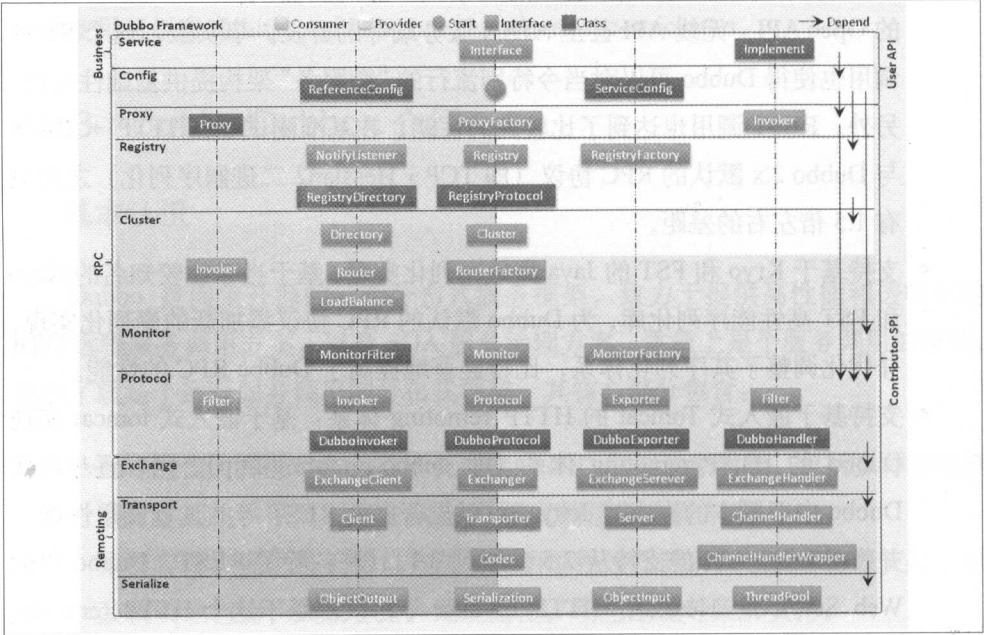 Dubbo Framework Consumer Provider Start Interface Class Depend
Business
Service
Interface
Implement
User API
Config
ReferenceConfig
ServiceConfig
RPC
Proxy
Proxy
ProxyFactory
Invoker
Registry
NotifyListener
Registry
RegistryFactory
RegistryDirectory
RegistryProtocol
Cluster
Directory
Cluster
Invoker
Router
RouterFactory
LoadBalance
Contributor SPI
Monitor
MonitorFilter
Monitor
MonitorFactory
Protocol
Filter
Invoker
Protocol
Exporter
Filter
DubboInvoker
DubboProtocol
DubboExporter
DubboHandler
Remoting
Exchange
ExchangeClient
Exchanger
ExchangeSerever
ExchangeHandler
Transport
Client
Transporter
Server
ChannelHandler
Codec
ChannelHandlerWrapper
Serialize
ObjectOutput
Serialization
ObjectInput
ThreadPool